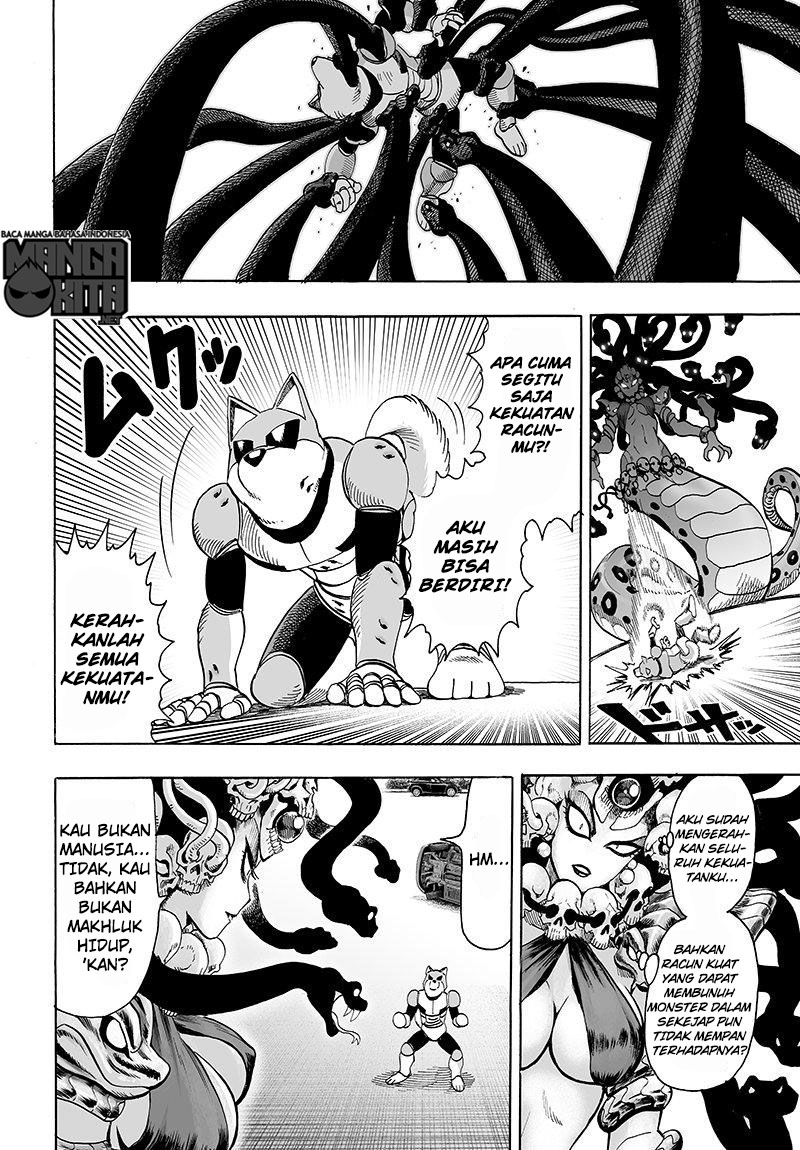 BACA MANGA BAHASA INDONESIA
MANGA
KITA
.NET
APA CUMA
SEGITU
SAJA
KEKUATAN
RACUN-
MU?!
ムクッ
AKU
MASIH
BISA
BERDIRI!
KERAH-
KANLAH
SEMUA
KEKUATA-
NMU!
ドサッ
AKU SUDAH
MENGERAH-
KAN SELU-
RUH KEKUA-
TANKU...
BAHKAN
RACUN KUAT
YANG DAPAT
MEMBUNUH
MONSTER DALAM
SEKEJAP PUN
TIDAK MEMPAN
TERHADAPNYA?
HM...
KAU BUKAN
MANUSIA...
TIDAK, KAU
BAHKAN
BUKAN
MAKHLUK
HIDUP,
'KAN?